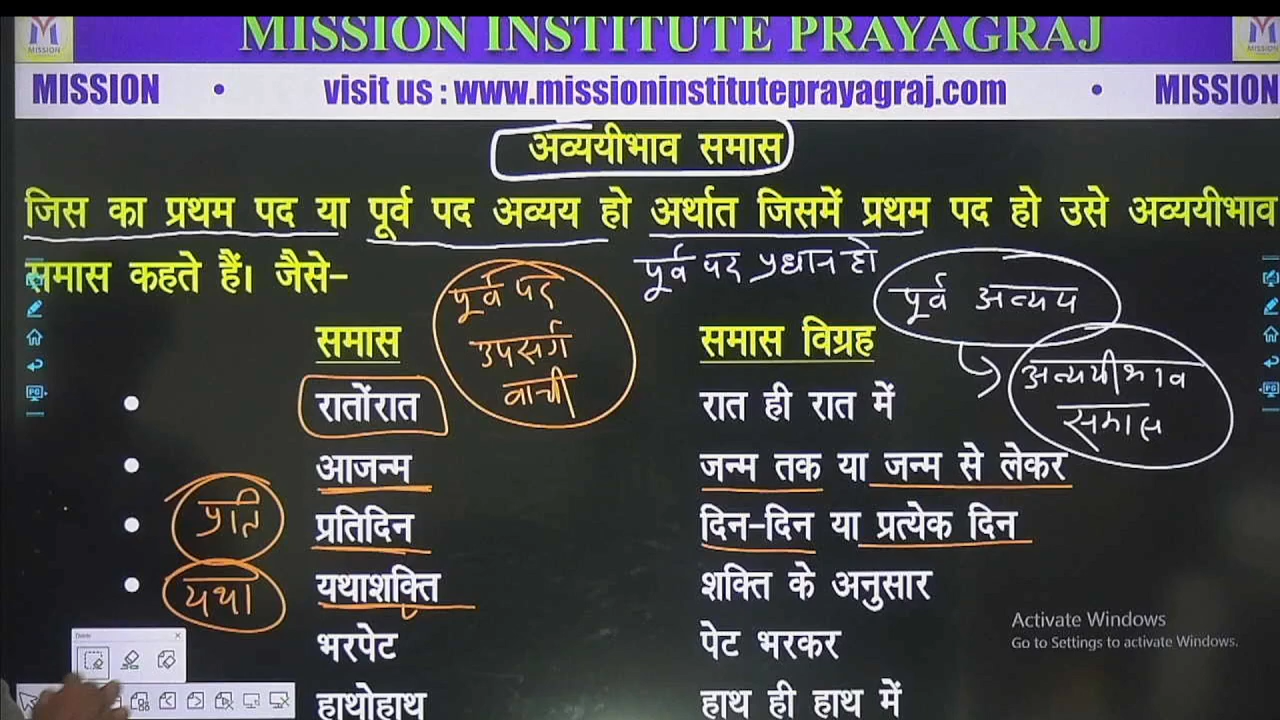 MISSION INSTITUTE PRAYAGRAJ
MISSION
MISSION • visit us : www.missioninstituteprayagraj.com • MISSION
अव्ययीभाव समास
जिस का प्रथम पद या पूर्व पद अव्यय हो अर्थात जिसमें प्रथम पद हो उसे अव्ययीभाव
समास कहते हैं। जैसे-
पूर्व पद प्रधान हो
पूर्व अव्यय
अव्ययीभाव
समास
पूर्व पद
उपसर्ग
वाची
समास समास विग्रह
• रातोंरात रात ही रात में
• आजन्म जन्म तक या जन्म से लेकर
प्रति
• प्रतिदिन दिन-दिन या प्रत्येक दिन
यथा
• यथाशक्ति शक्ति के अनुसार
भरपेट पेट भरकर
हाथोहाथ हाथ ही हाथ में
Activate Windows
Go to Settings to activate Windows.